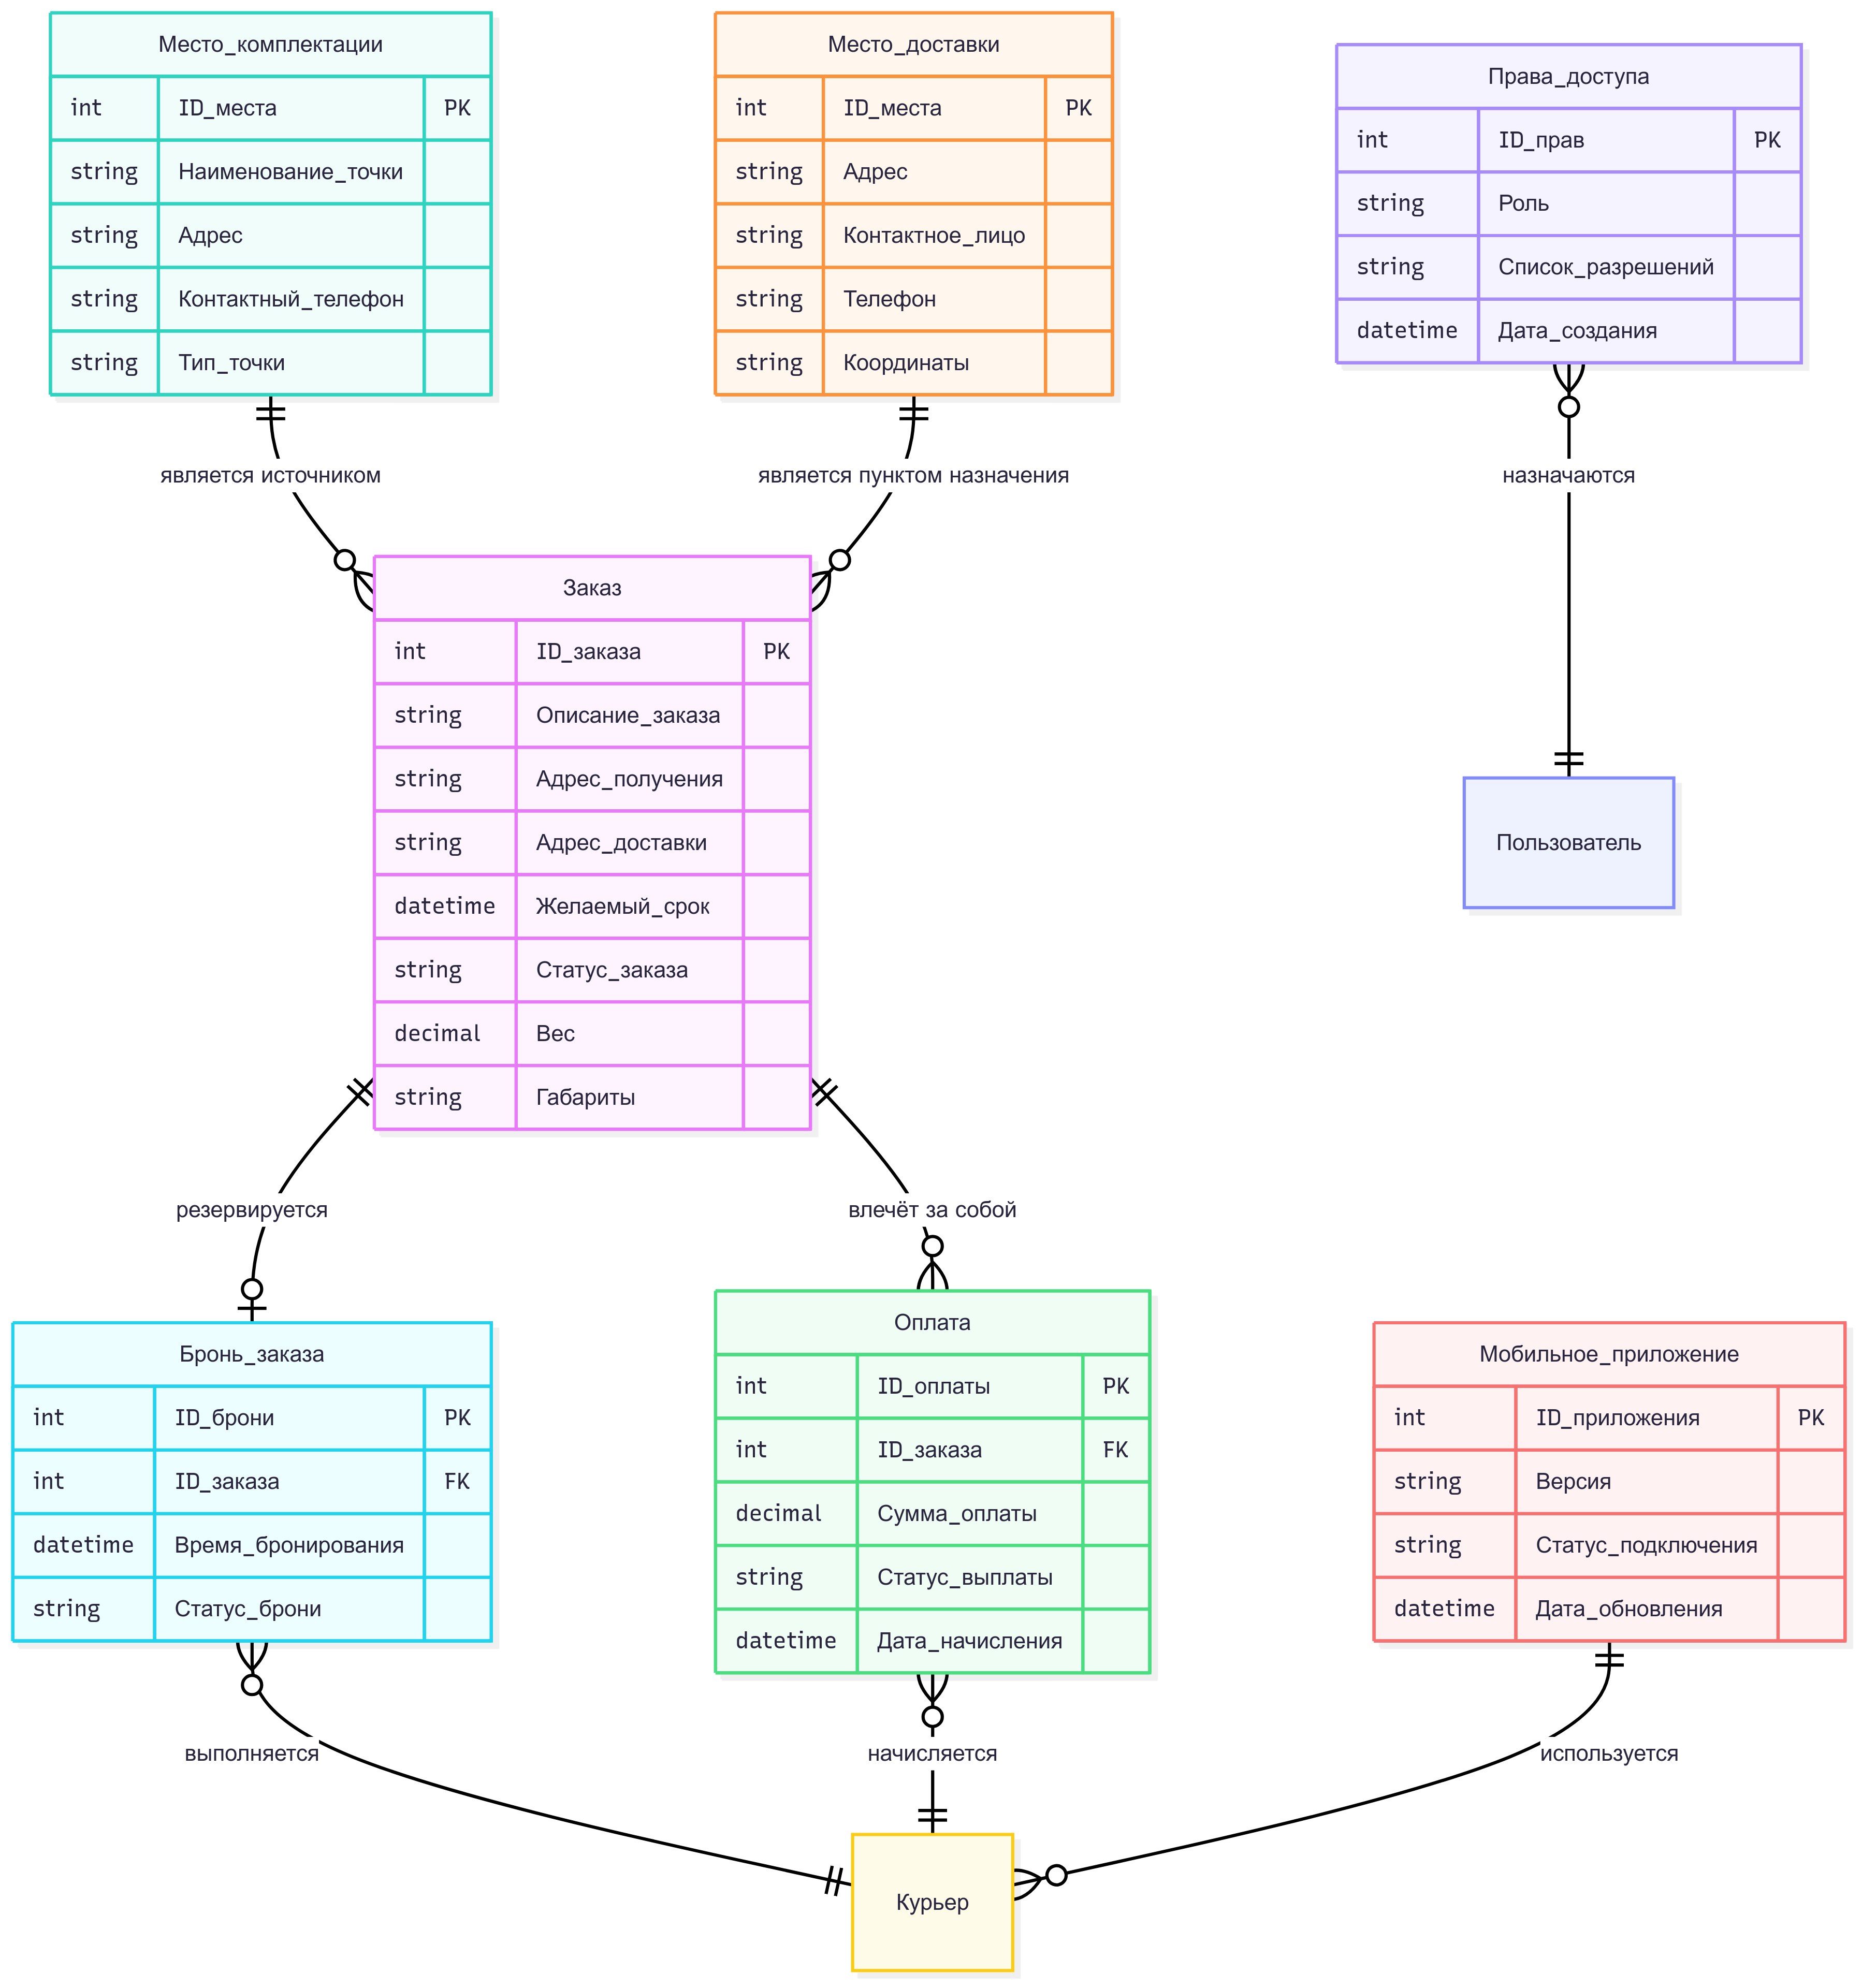 Место_комплектации
int ID_места PK
string Наименование_точки
string Адрес
string Контактный_телефон
string Тип_точки
Место_доставки
int ID_места PK
string Адрес
string Контактное_лицо
string Телефон
string Координаты
Права_доступа
int ID_прав PK
string Роль
string Список_разрешений
datetime Дата_создания
является источником
является пунктом назначения
назначаются
Заказ
int ID_заказа PK
string Описание_заказа
string Адрес_получения
string Адрес_доставки
datetime Желаемый_срок
string Статус_заказа
decimal Вес
string Габариты
Пользователь
резервируется
влечёт за собой
Бронь_заказа
int ID_брони PK
int ID_заказа FK
datetime Время_бронирования
string Статус_брони
Оплата
int ID_оплаты PK
int ID_заказа FK
decimal Сумма_оплаты
string Статус_выплаты
datetime Дата_начисления
Мобильное_приложение
int ID_приложения PK
string Версия
string Статус_подключения
datetime Дата_обновления
выполняется
начисляется
используется
Курьер